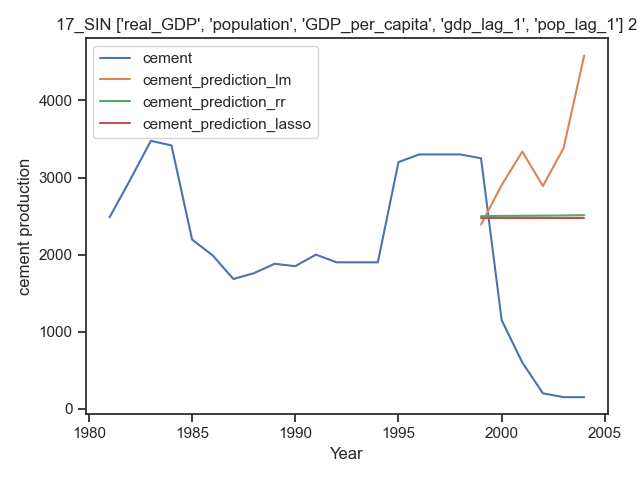 17_SIN ['real_GDP', 'population', 'GDP_per_capita', 'gdp_lag_1', 'pop_lag_1'] 2
cement
cement_prediction_lm
cement_prediction_rr
cement_prediction_lasso
cement production
4000
3000
2000
1000
0
1980 1985 1990 1995 2000 2005
Year